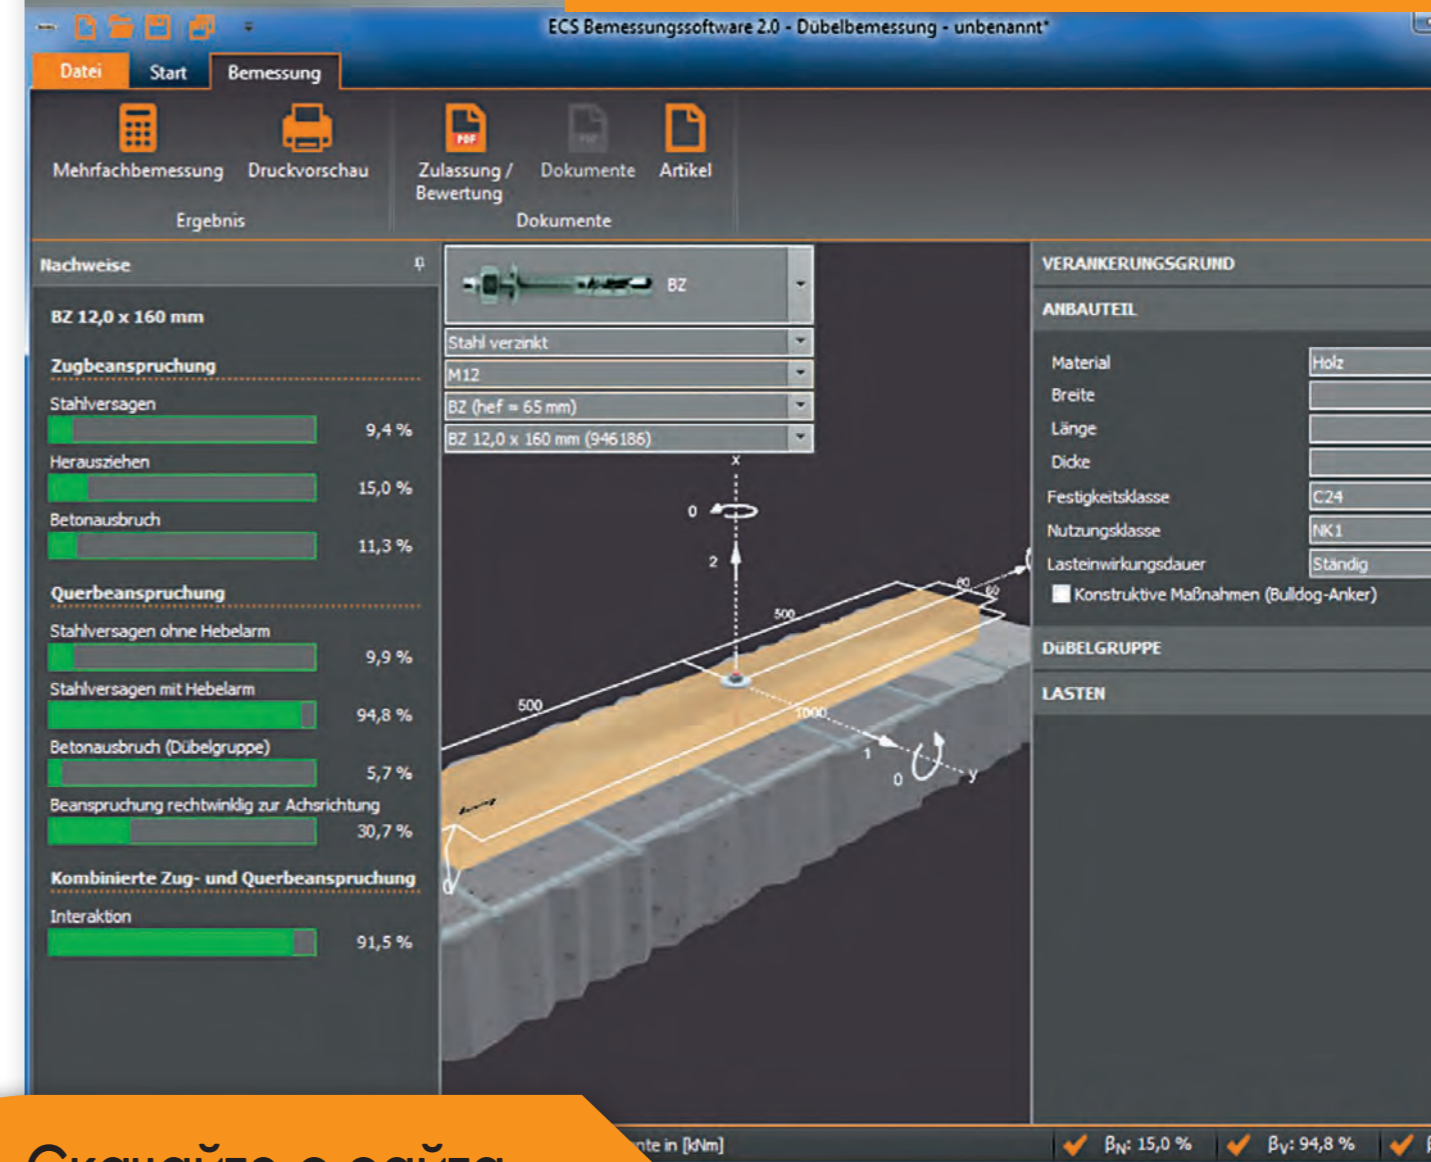 ECS Bemessungssoftware 2.0 - Dübelbemessung - unbenannt*
Datei Start Bemessung
Mehrfachbemessung Druckvorschau Zulassung / Bewertung Dokumente Artikel
Ergebnis Dokumente
Nachweise
BZ 12,0 x 160 mm
Zugbeanspruchung
Stahlversagen
9,4 %
Herausziehen
15,0 %
Betonausbruch
11,3 %
Querbeanspruchung
Stahlversagen ohne Hebelarm
9,9 %
Stahlversagen mit Hebelarm
94,8 %
Betonausbruch (Dübelgruppe)
5,7 %
Beanspruchung rechtwinklig zur Achsrichtung
30,7 %
Kombinierte Zug- und Querbeanspruchung
Interaktion
91,5 %
BZ
Stahl verzinkt
M12
BZ (hef = 65 mm)
BZ 12,0 x 160 mm (946186)
x
0
2
60
60
500
500
1000
1
0
y
VERANKERUNGSGRUND
ANBAUTEIL
Material Holz
Breite
Länge
Dicke
Festigkeitsklasse C24
Nutzungsklasse NK1
Lasteinwirkungsdauer Ständig
Konstruktive Maßnahmen (Bulldog-Anker)
DÜBELGRUPPE
LASTEN
in [kNm]
βN: 15,0 % βV: 94,8 %
Скачайте с сайта